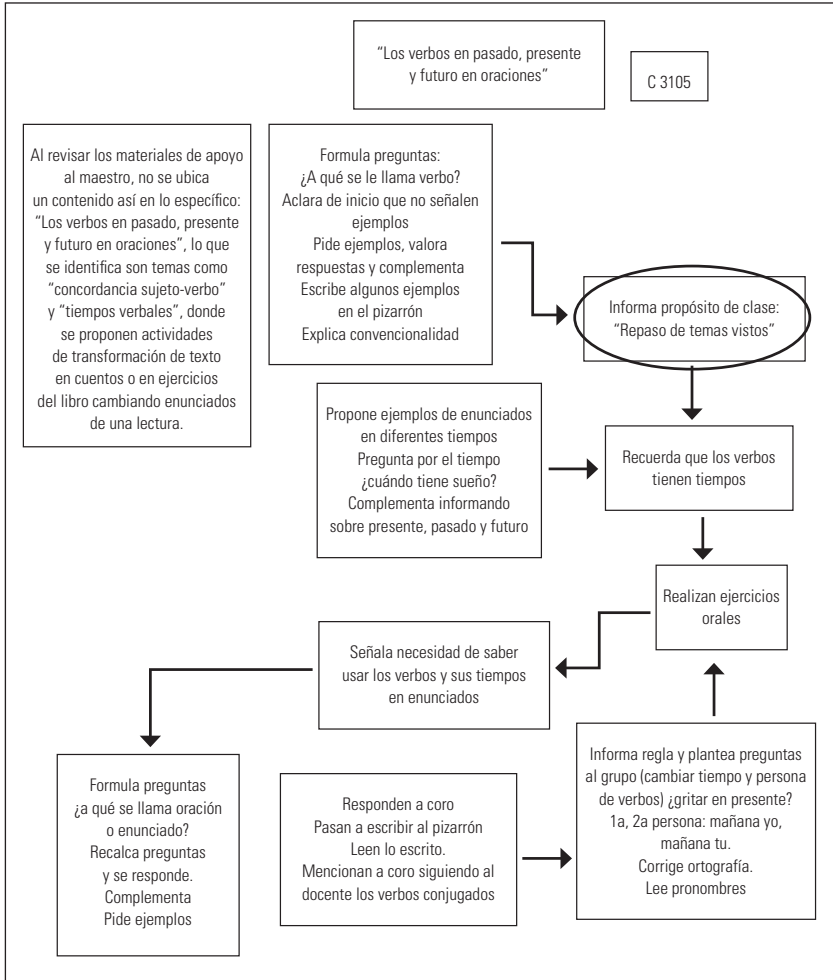 “Los verbos en pasado, presente
y futuro en oraciones”
C 3105
Al revisar los materiales de apoyo
al maestro, no se ubica
un contenido así en lo específico:
“Los verbos en pasado, presente
y futuro en oraciones”, lo que
se identifica son temas como
“concordancia sujeto-verbo”
y “tiempos verbales”, donde
se proponen actividades
de transformación de texto
en cuentos o en ejercicios
del libro cambiando enunciados
de una lectura.
Formula preguntas:
¿A qué se le llama verbo?
Aclara de inicio que no señalen
ejemplos
Pide ejemplos, valora
respuestas y complementa
Escribe algunos ejemplos
en el pizarrón
Explica convencionalidad
Informa propósito de clase:
“Repaso de temas vistos”
Propone ejemplos de enunciados
en diferentes tiempos
Pregunta por el tiempo
¿cuándo tiene sueño?
Complementa informando
sobre presente, pasado y futuro
Recuerda que los verbos
tienen tiempos
Realizan ejercicios
orales
Señala necesidad de saber
usar los verbos y sus tiempos
en enunciados
Formula preguntas
¿a qué se llama oración
o enunciado?
Recalca preguntas
y se responde.
Complementa
Pide ejemplos
Responden a coro
Pasan a escribir al pizarrón
Leen lo escrito.
Mencionan a coro siguiendo al
docente los verbos conjugados
Informa regla y plantea preguntas
al grupo (cambiar tiempo y persona
de verbos) ¿gritar en presente?
1a, 2a persona: mañana yo,
mañana tu.
Corrige ortografía.
Lee pronombres